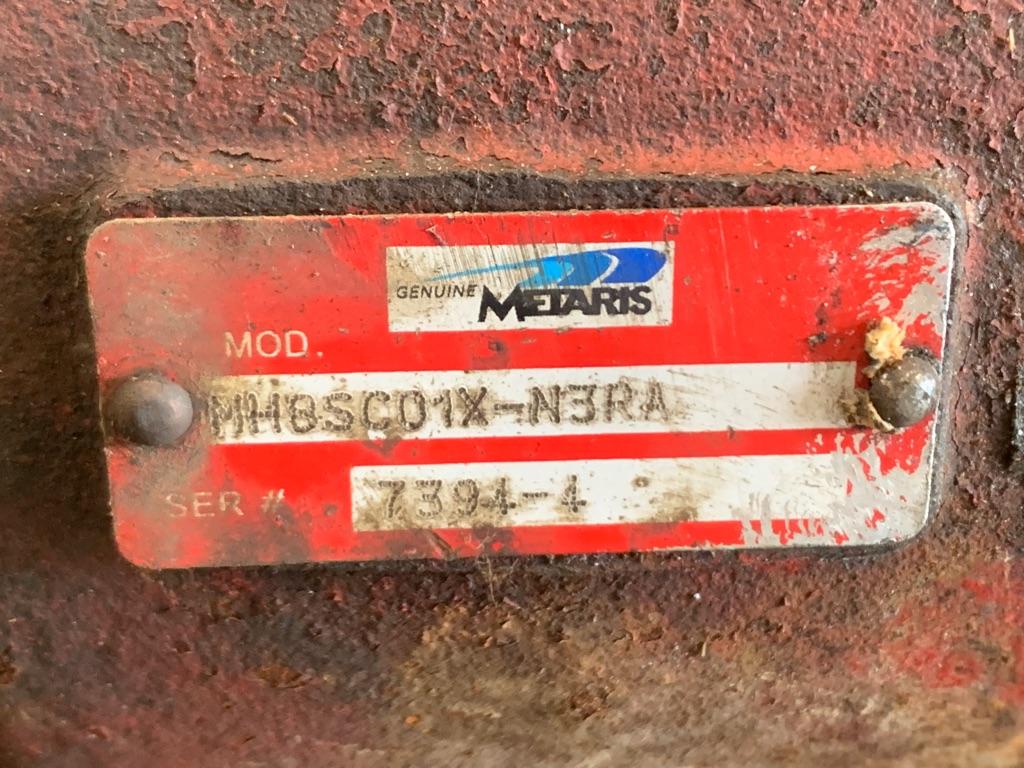 GENUINE METARIS
MOD.
MH8SC01X-N3RA
SER # 7394-4